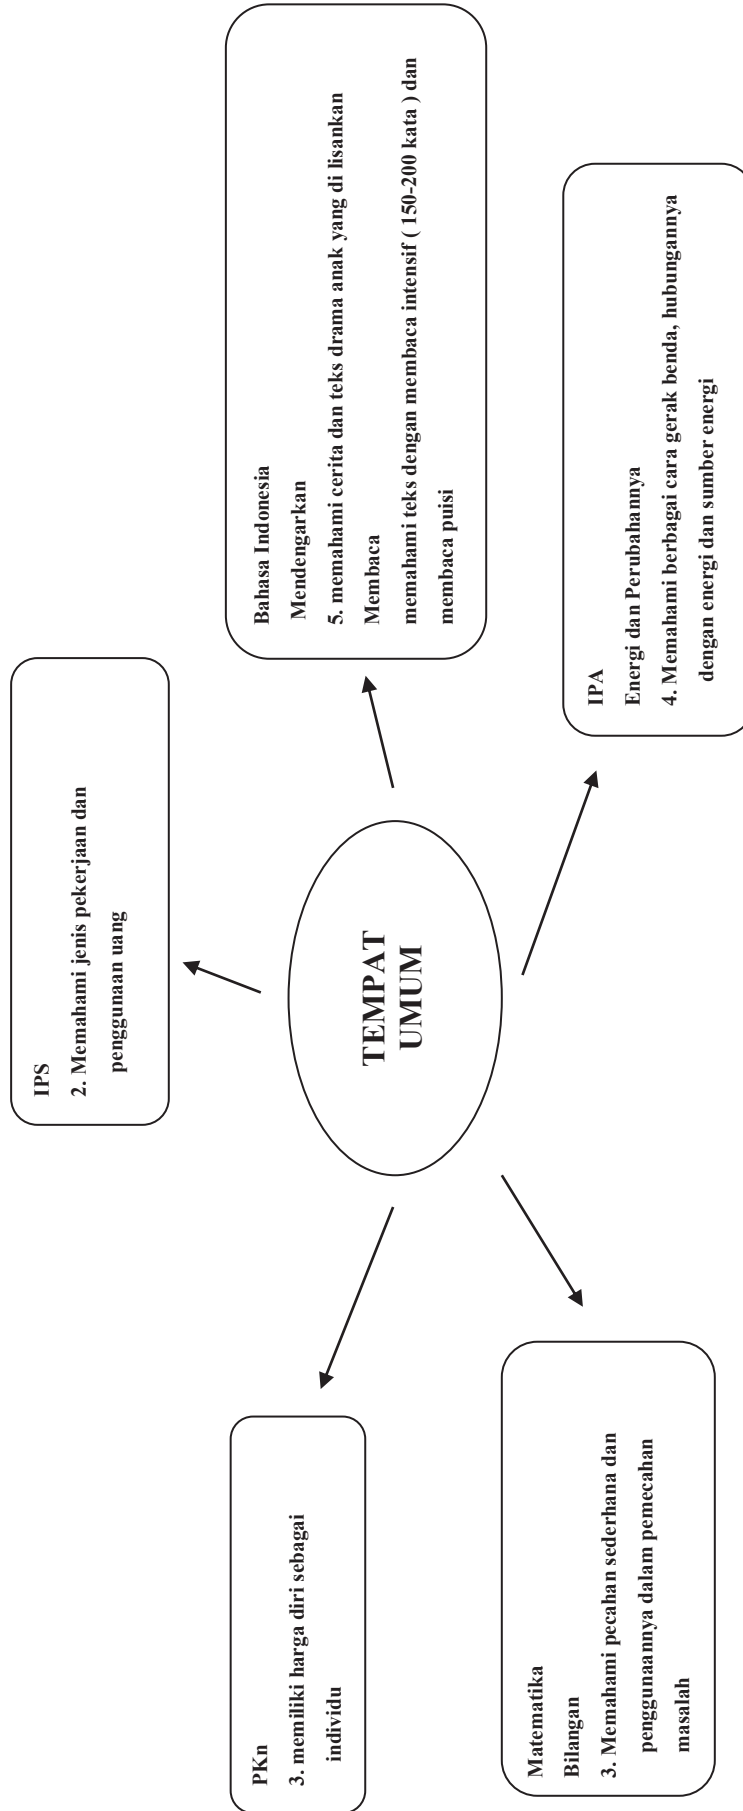 IPS
2. Memahami jenis pekerjaan dan
penggunaan uang
PKn
3. memiliki harga diri sebagai
individu
Bahasa Indonesia
Mendengarkan
5. memahami cerita dan teks drama anak yang di lisankan
Membaca
memahami teks dengan membaca intensif ( 150-200 kata ) dan
membaca puisi
TEMPAT
UMUM
Matematika
Bilangan
3. Memahami pecahan sederhana dan
penggunaannya dalam pemecahan
masalah
IPA
Energi dan Perubahannya
4. Memahami berbagai cara gerak benda, hubungannya
dengan energi dan sumber energi